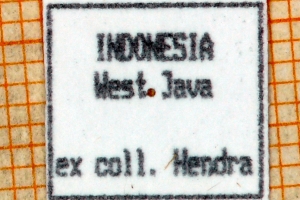 INDONESIA
West Java
ex coll. Hendra